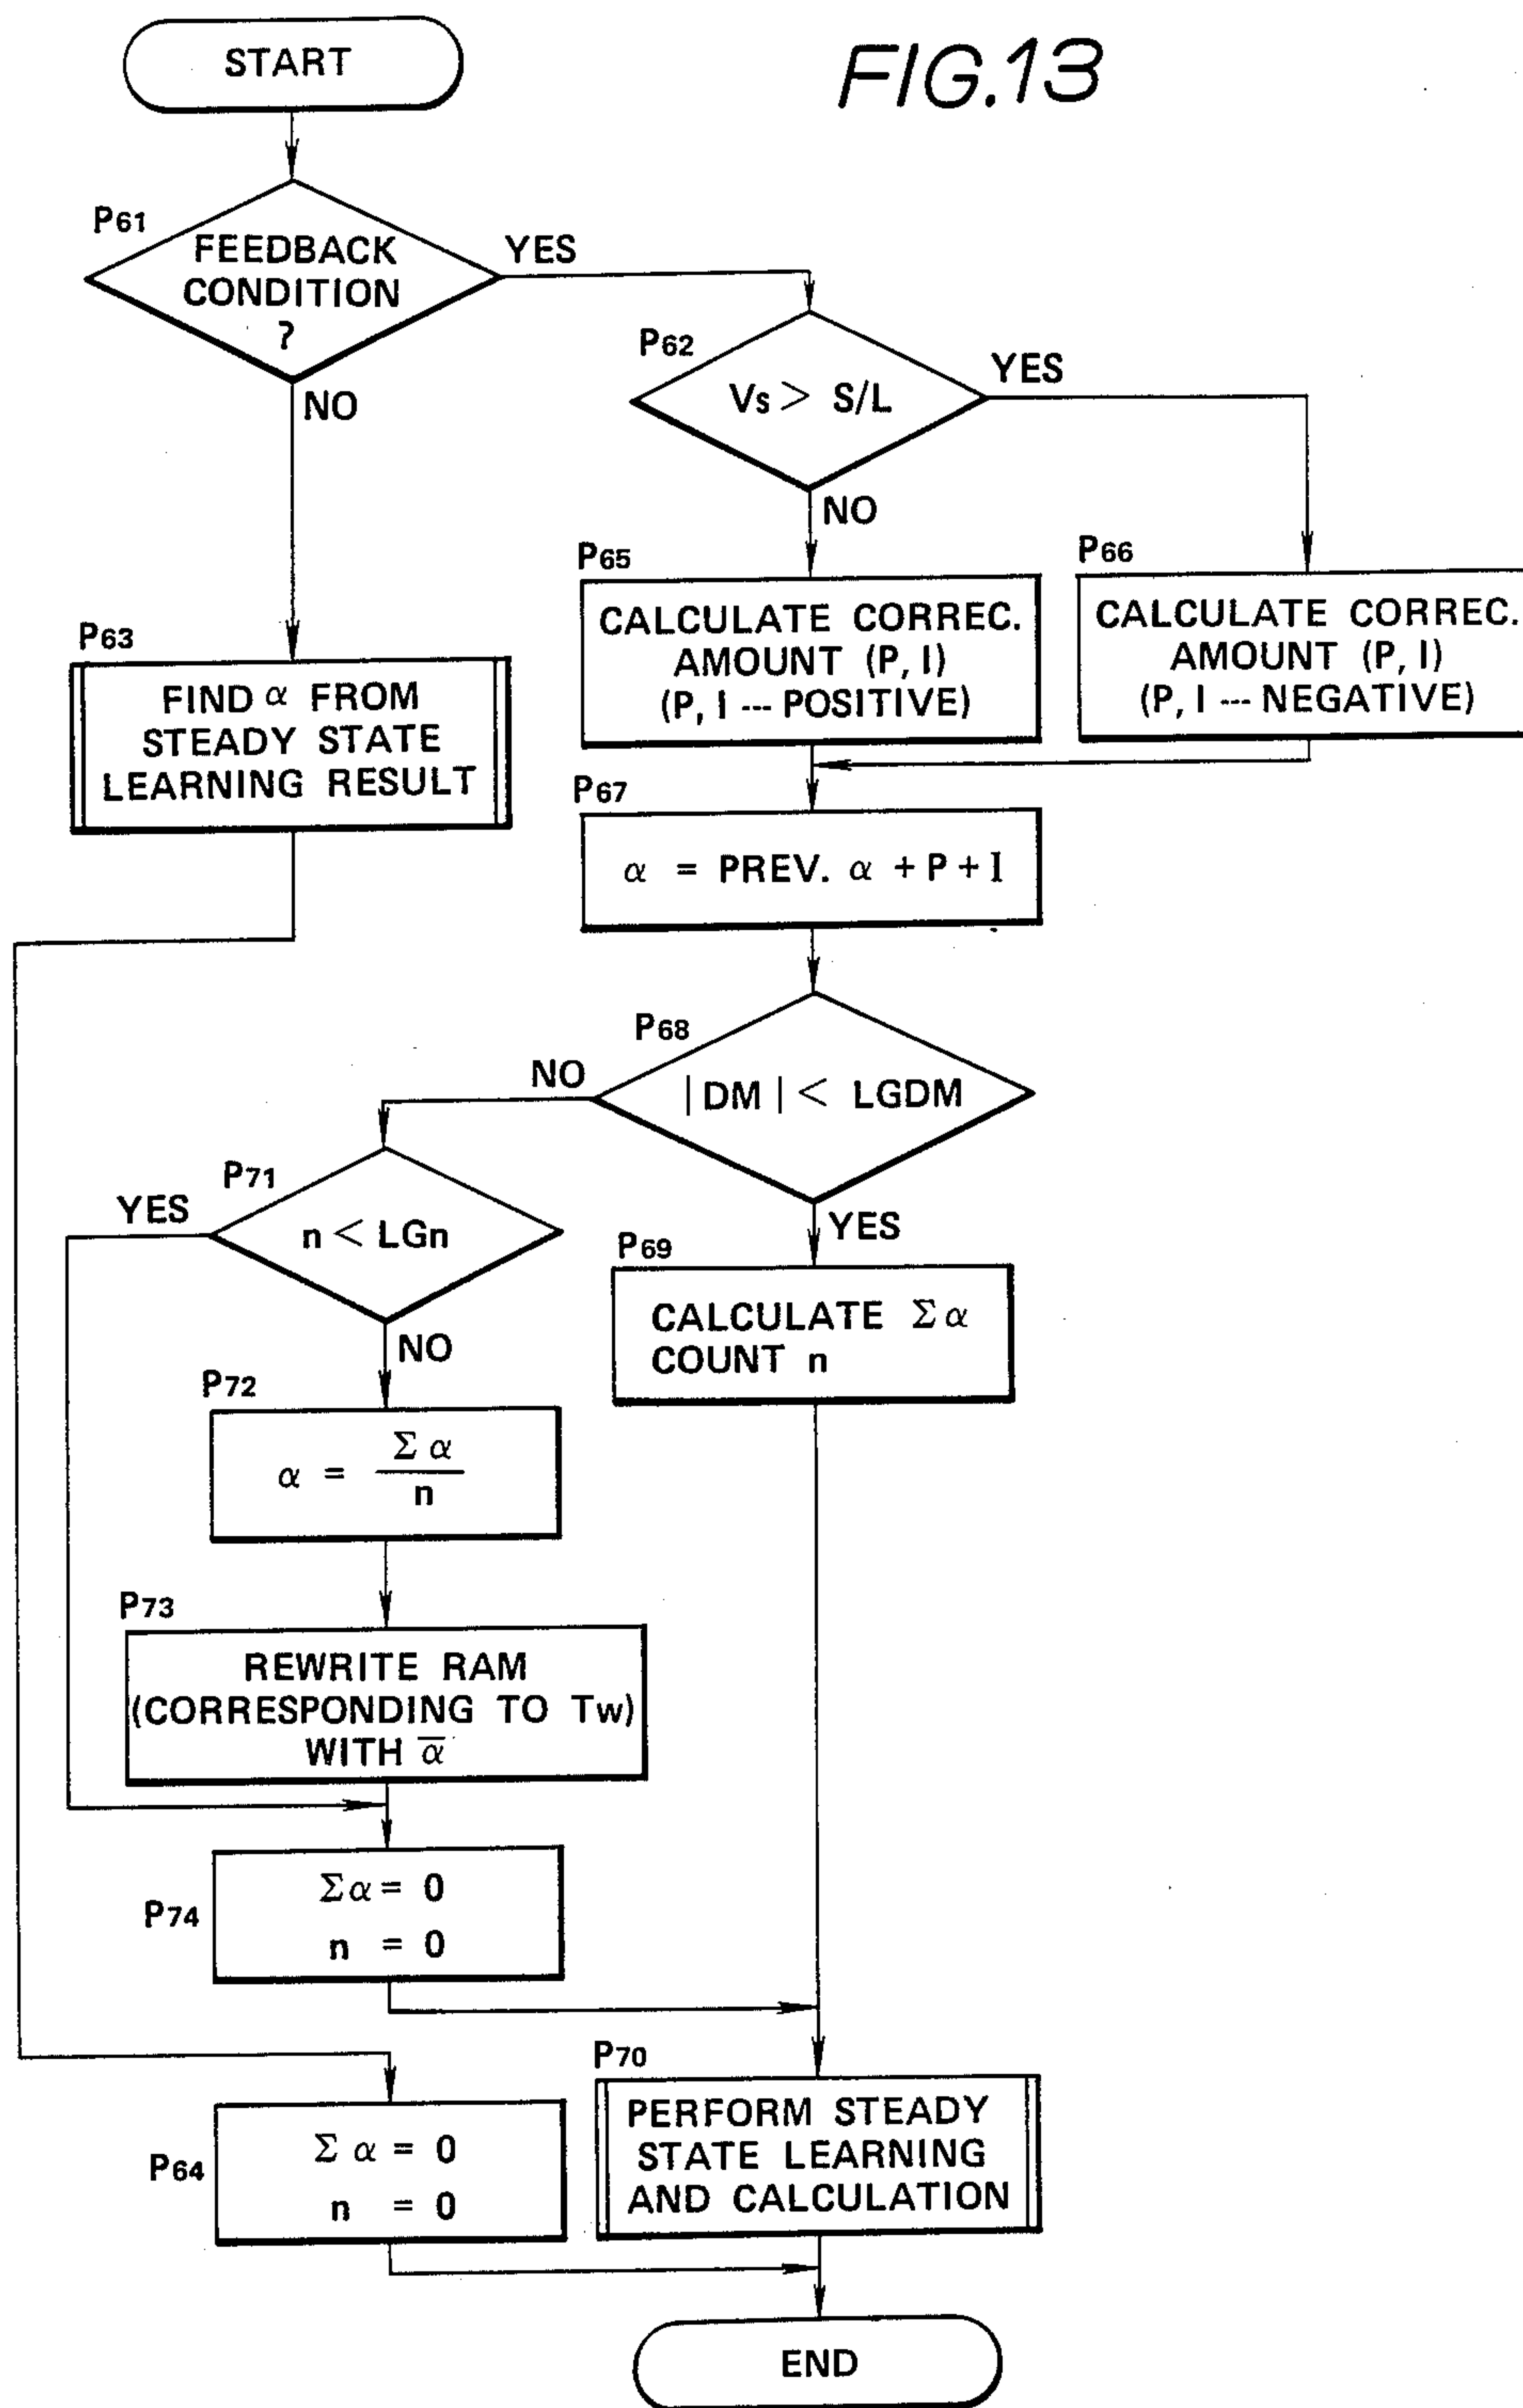 START
FIG.13
P61
FEEDBACK
CONDITION
?
YES
NO
P62
Vs > S/L
YES
NO
P63
FIND α FROM
STEADY STATE
LEARNING RESULT
P65
CALCULATE CORREC.
AMOUNT (P, I)
(P, I --- POSITIVE)
P66
CALCULATE CORREC.
AMOUNT (P, I)
(P, I --- NEGATIVE)
P67
α = PREV. α + P + I
P68
|DM| < LGDM
NO
YES
P71
n < LGn
YES
NO
P69
CALCULATE Σα
COUNT n
P72
α = Σα
n
P73
REWRITE RAM
(CORRESPONDING TO Tw)
WITH α̅
P74
Σα = 0
n = 0
P64
Σ α = 0
n = 0
P70
PERFORM STEADY
STATE LEARNING
AND CALCULATION
END